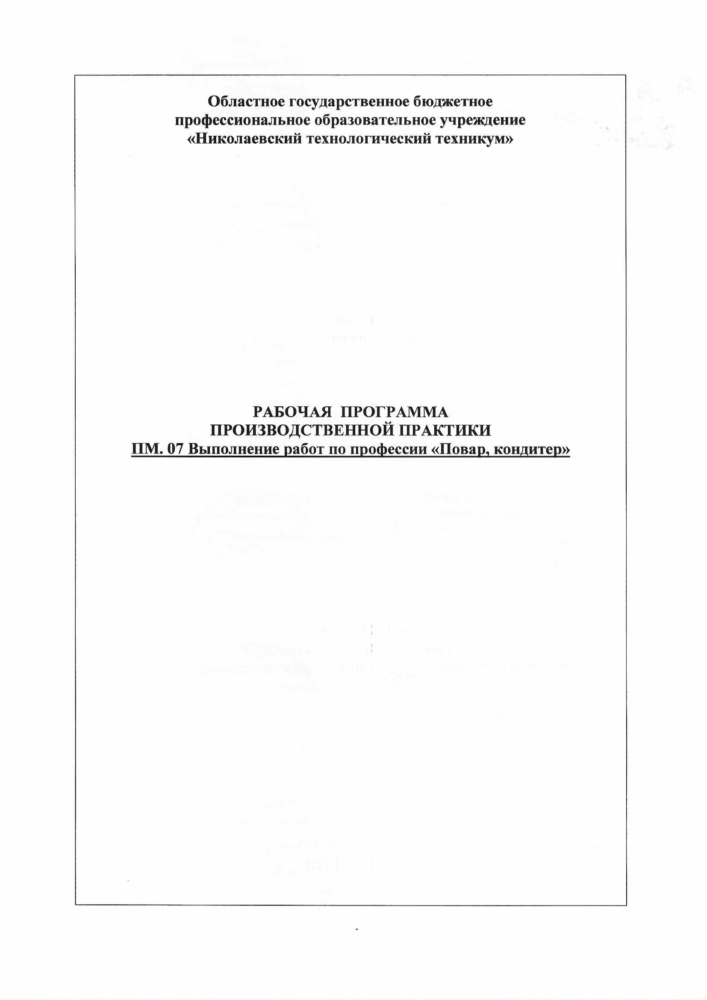 Областное государственное бюджетное
профессиональное образовательное учреждение
«Николаевский технологический техникум»
РАБОЧАЯ ПРОГРАММА
ПРОИЗВОДСТВЕННОЙ ПРАКТИКИ
ПМ. 07 Выполнение работ по профессии «Повар, кондитер»